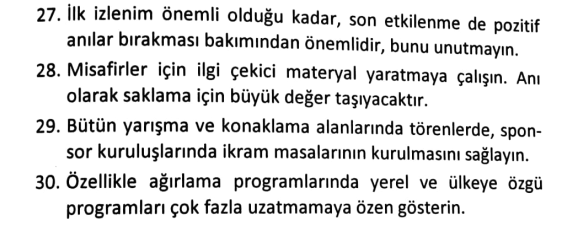 27. İlk izlenim önemli olduğu kadar, son etkilenme de pozitif
anılar bırakması bakımından önemlidir, bunu unutmayın.
28. Misafirler için ilgi çekici materyal yaratmaya çalışın. Anı
olarak saklama için büyük değer taşıyacaktır.
29. Bütün yarışma ve konaklama alanlarında törenlerde, spon-
sor kuruluşlarında ikram masalarının kurulmasını sağlayın.
30. Özellikle ağırlama programlarında yerel ve ülkeye özgü
programları çok fazla uzatmamaya özen gösterin.